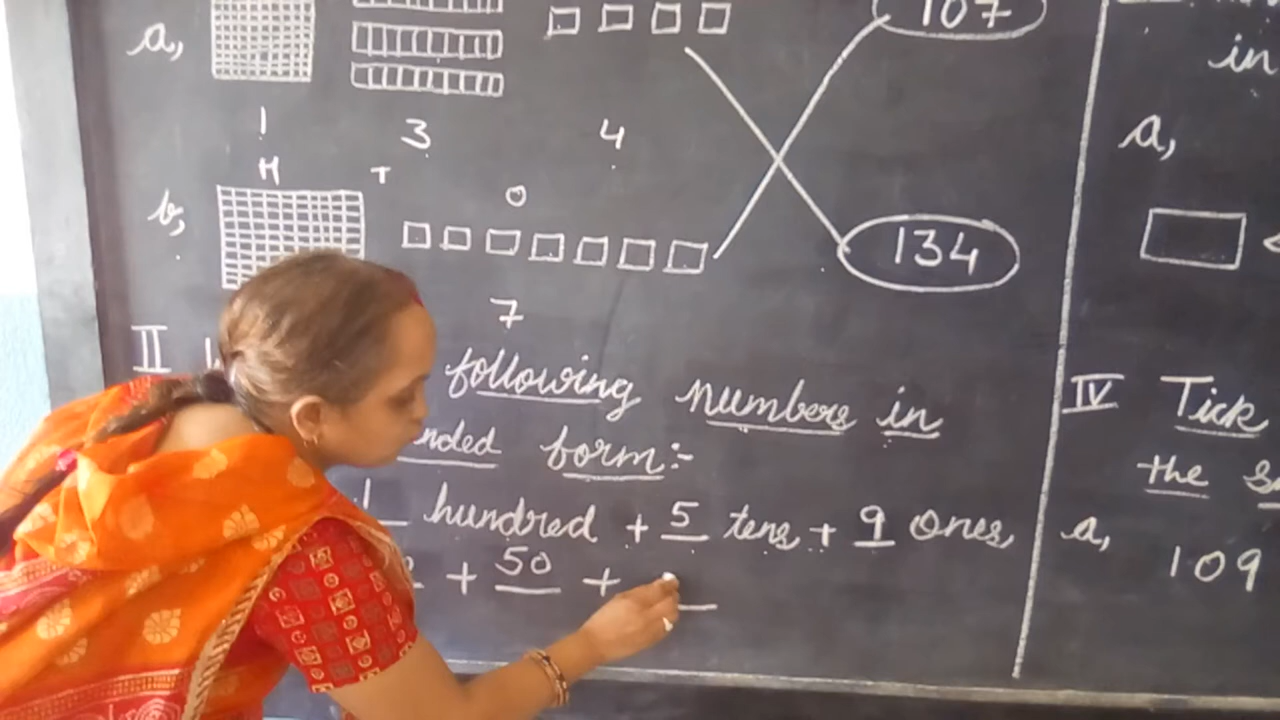 a,
107
1 3 4
H T O
b,
134
7
II following numbers in
nded form:-
1 hundred + 5 tens + 9 ones
+ 50 +
in
a,
IV Tick
the
a, 109